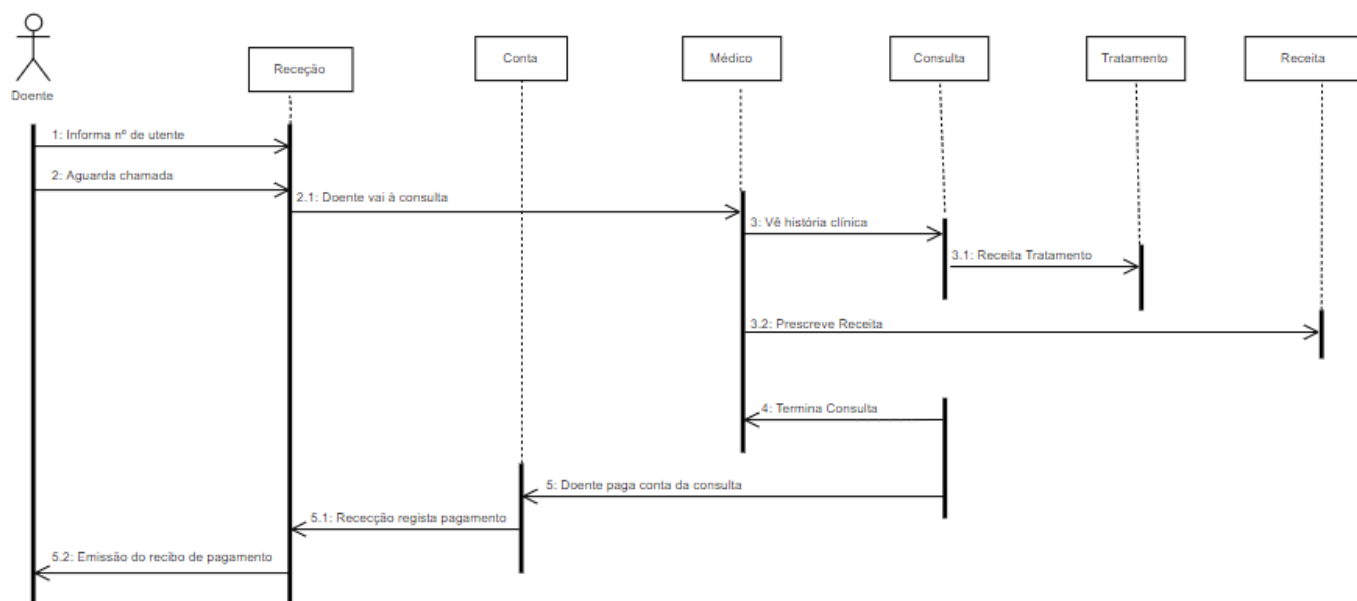 Doente
Receção
Conta
Médico
Consulta
Tratamento
Receita
1: Informa nº de utente
2: Aguarda chamada
2.1: Doente vai à consulta
3: Vê história clínica
3.1: Receita Tratamento
3.2: Prescreve Receita
4: Termina Consulta
5: Doente paga conta da consulta
5.1: Rececção regista pagamento
5.2: Emissão do recibo de pagamento